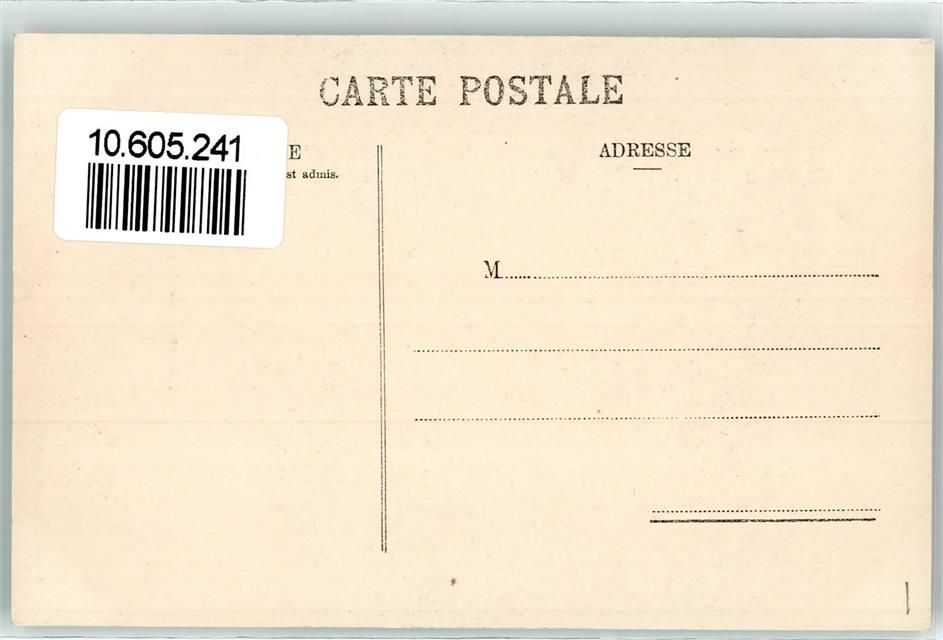 CARTE POSTALE
10.605.241
E
st admis.
ADRESSE
M